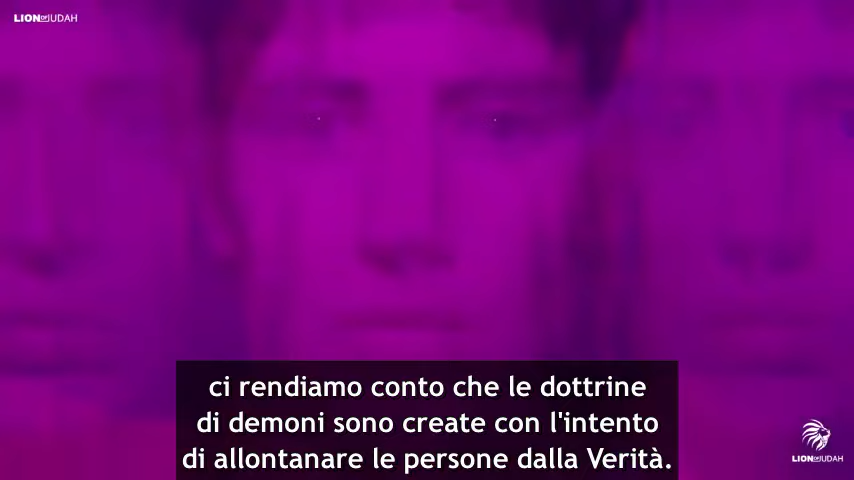 LION OF JUDAH
ci rendiamo conto che le dottrine
di demoni sono create con l'intento
di allontanare le persone dalla Verità.
LION OF JUDAH